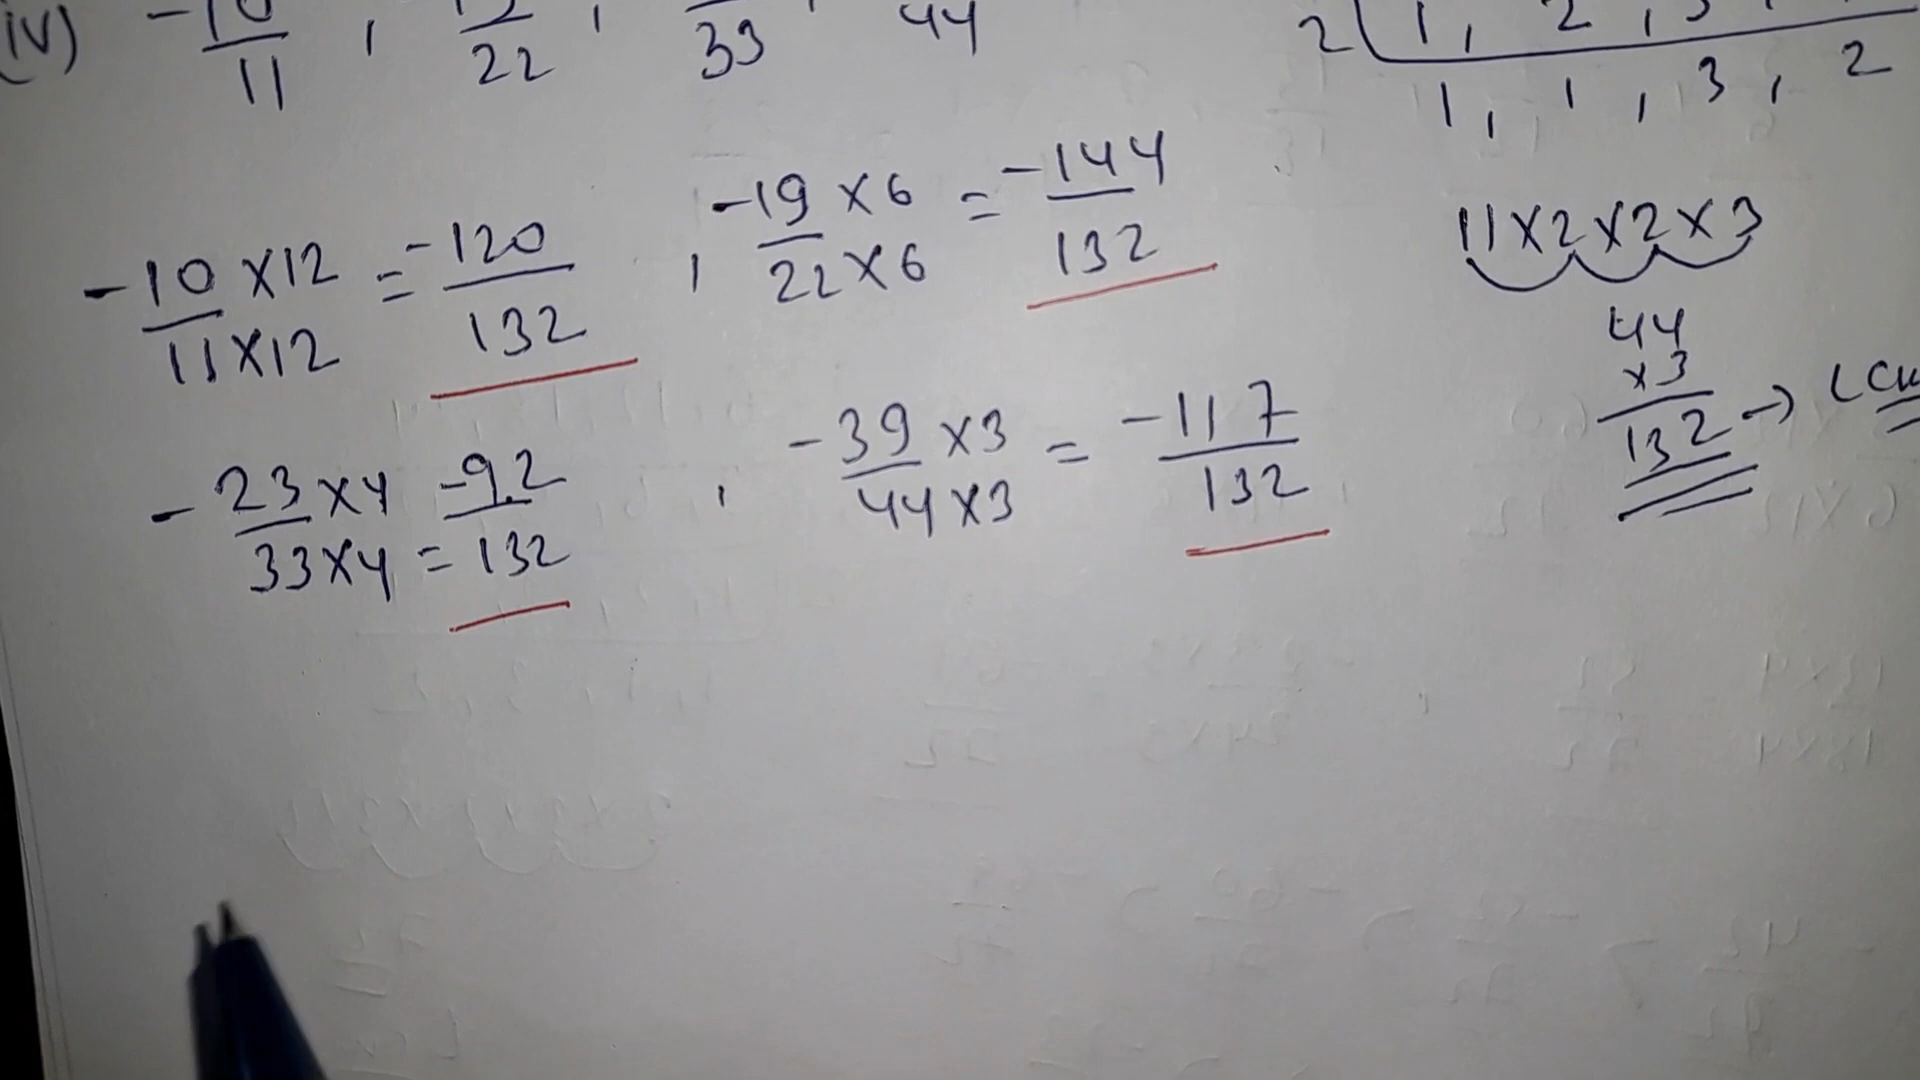 (iv) -10/11 , /22 , /33 , 44
2 | 1, 2, 3,
1, 1, 3, 2
-10×12/11×12 = -120/132 , -19×6/22×6 = -144/132
11×2×2×3
-23×4/33×4 = -92/132 , -39×3/44×3 = -117/132
44
×3
132 →